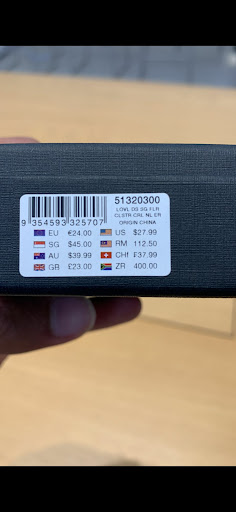 51320300
LOVL DS SG FLR
CLSTR CRL NL ER
ORIGIN CHINA
9 354593 325707
EU €24.00 US $27.99
SG $45.00 RM 112.50
AU $39.99 CHf ₣37.99
GB £23.00 ZR 400.00